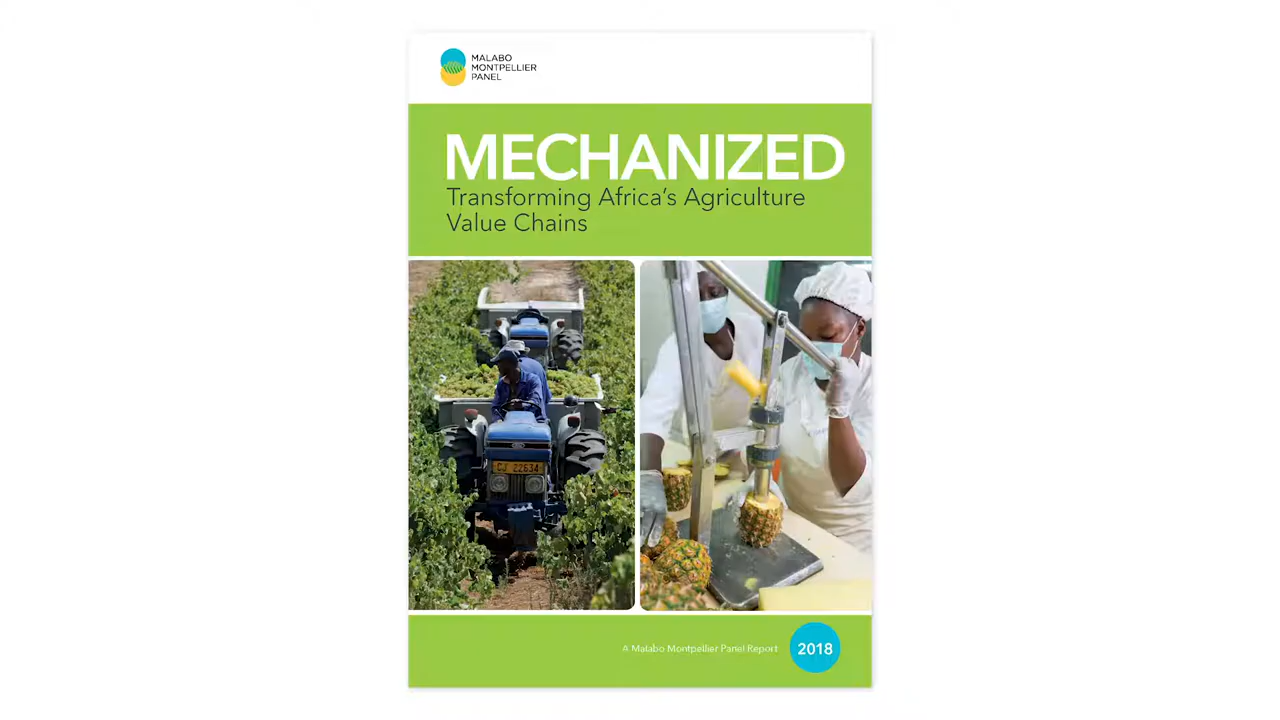 MALABO
MONTPELLIER
PANEL
MECHANIZED
Transforming Africa's Agriculture
Value Chains
CJ 22634
A Malabo Montpellier Panel Report
2018